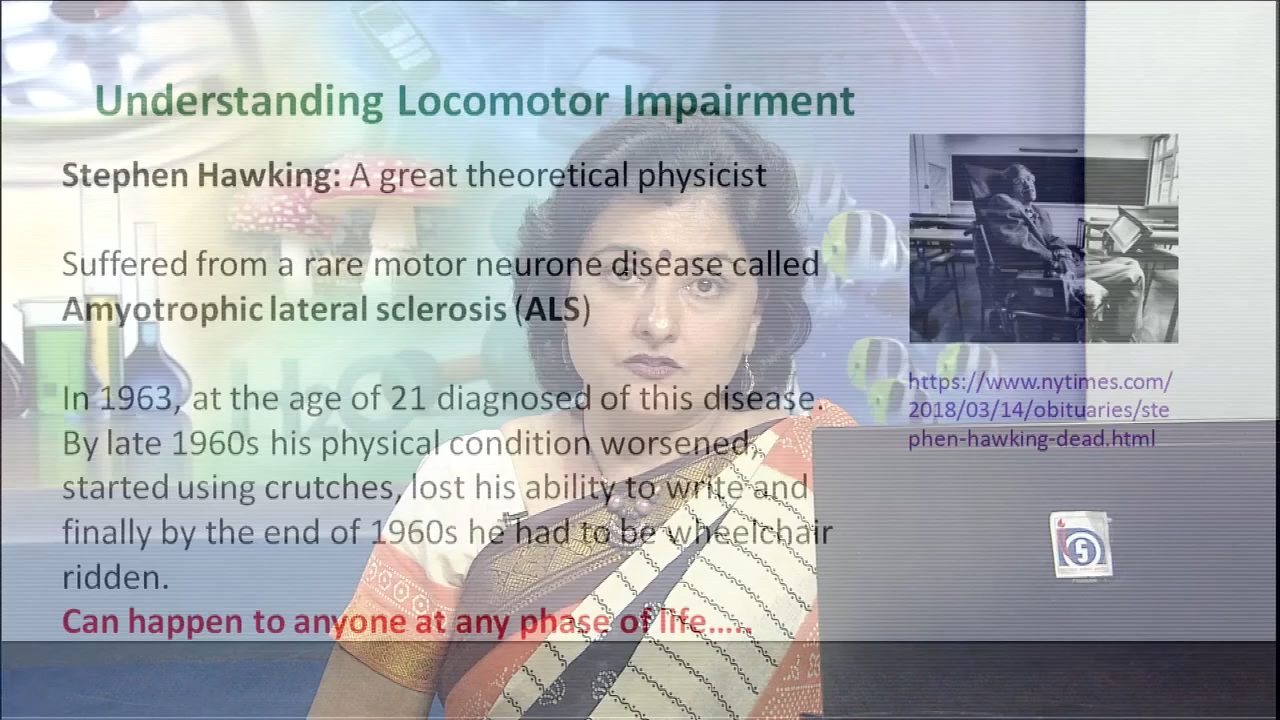 Understanding Locomotor Impairment
Stephen Hawking: A great theoretical physicist
Suffered from a rare motor neurone disease called
Amyotrophic lateral sclerosis (ALS)
In 1963, at the age of 21 diagnosed of this disease.
By late 1960s his physical condition worsened,
started using crutches, lost his ability to write and
finally by the end of 1960s he had to be wheelchair
ridden.
Can happen to anyone at any phase of life.....
https://www.nytimes.com/
2018/03/14/obituaries/ste
phen-hawking-dead.html